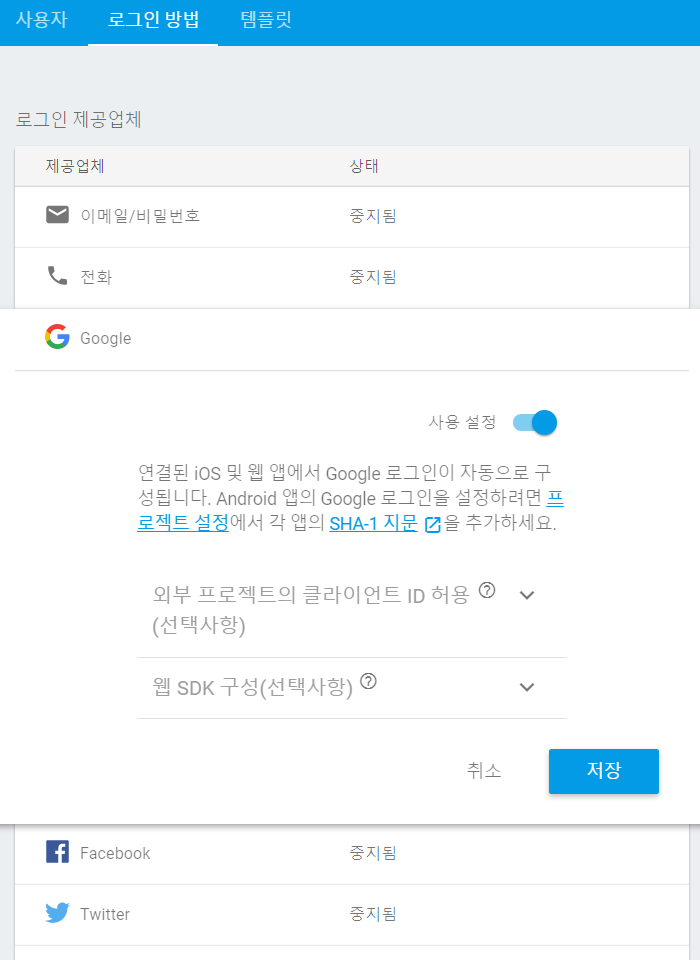 사용자 로그인 방법 템플릿
로그인 제공업체
제공업체 상태
이메일/비밀번호 중지됨
전화 중지됨
Google
사용 설정
연결된 iOS 및 웹 앱에서 Google 로그인이 자동으로 구
성됩니다. Android 앱의 Google 로그인을 설정하려면 프
로젝트 설정에서 각 앱의 SHA-1 지문 을 추가하세요.
외부 프로젝트의 클라이언트 ID 허용
(선택사항)
웹 SDK 구성(선택사항)
취소 저장
Facebook 중지됨
Twitter 중지됨